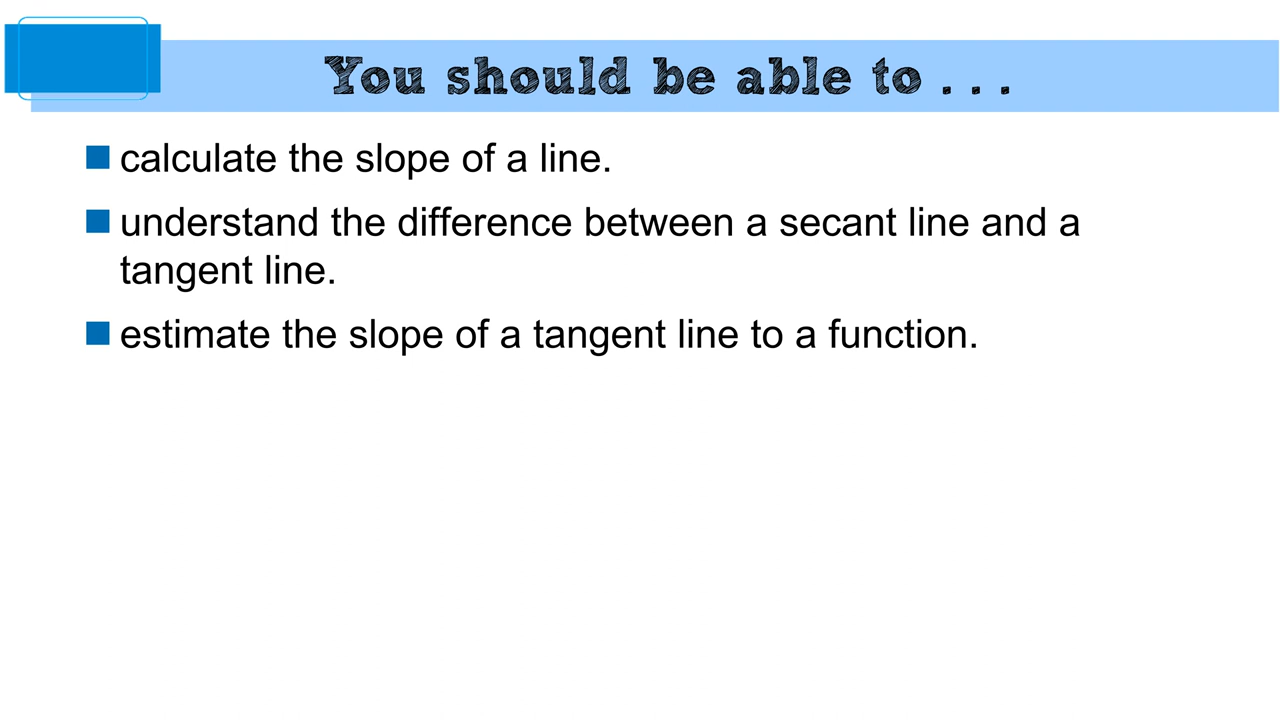 You should be able to . . .
calculate the slope of a line.
understand the difference between a secant line and a
tangent line.
estimate the slope of a tangent line to a function.